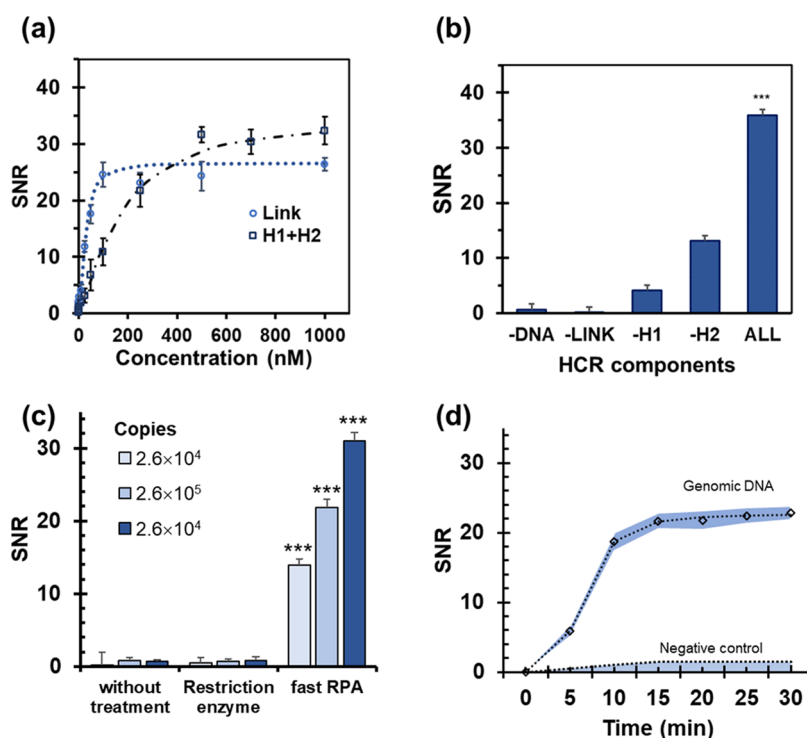 (a)
SNR
40
30
20
10
0
0 200 400 600 800 1000
Link
H1+H2
Concentration (nM)
(b)
SNR
40
30
20
10
0
***
-DNA -LINK -H1 -H2 ALL
HCR components
(c)
SNR
30
20
10
0
Copies
2.6×10⁴
2.6×10⁵
2.6×10⁴
*** *** ***
without treatment
Restriction enzyme
fast RPA
(d)
SNR
40
30
20
10
0
Genomic DNA
Negative control
0 5 10 15 20 25 30
Time (min)